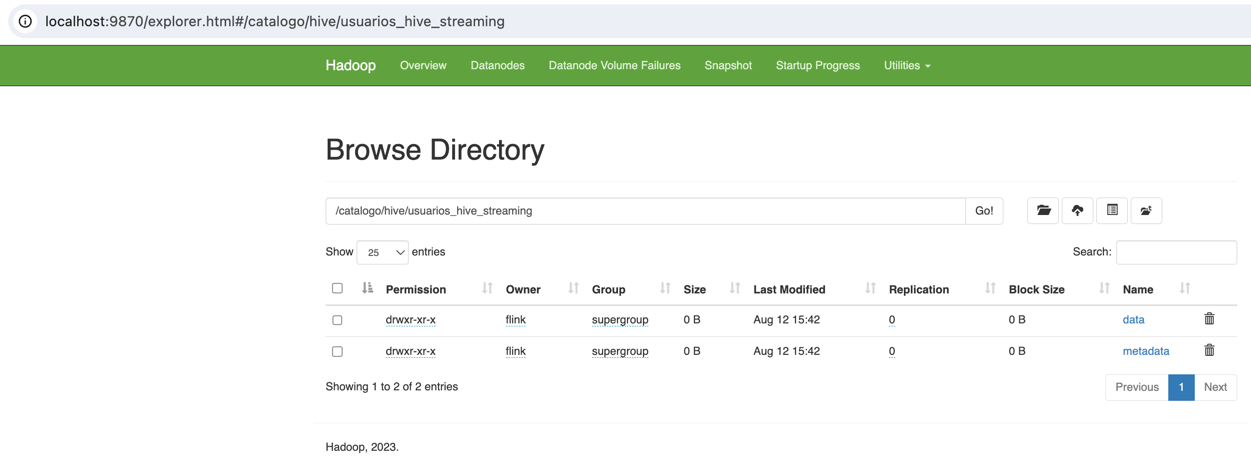 localhost:9870/explorer.html#/catalogo/hive/usuarios_hive_streaming
Hadoop Overview Datanodes Datanode Volume Failures Snapshot Startup Progress Utilities
Browse Directory
/catalogo/hive/usuarios_hive_streaming Go!
Show 25 entries Search:
Permission Owner Group Size Last Modified Replication Block Size Name
drwxr-xr-x flink supergroup 0 B Aug 12 15:42 0 0 B data
drwxr-xr-x flink supergroup 0 B Aug 12 15:42 0 0 B metadata
Showing 1 to 2 of 2 entries Previous 1 Next
Hadoop, 2023.